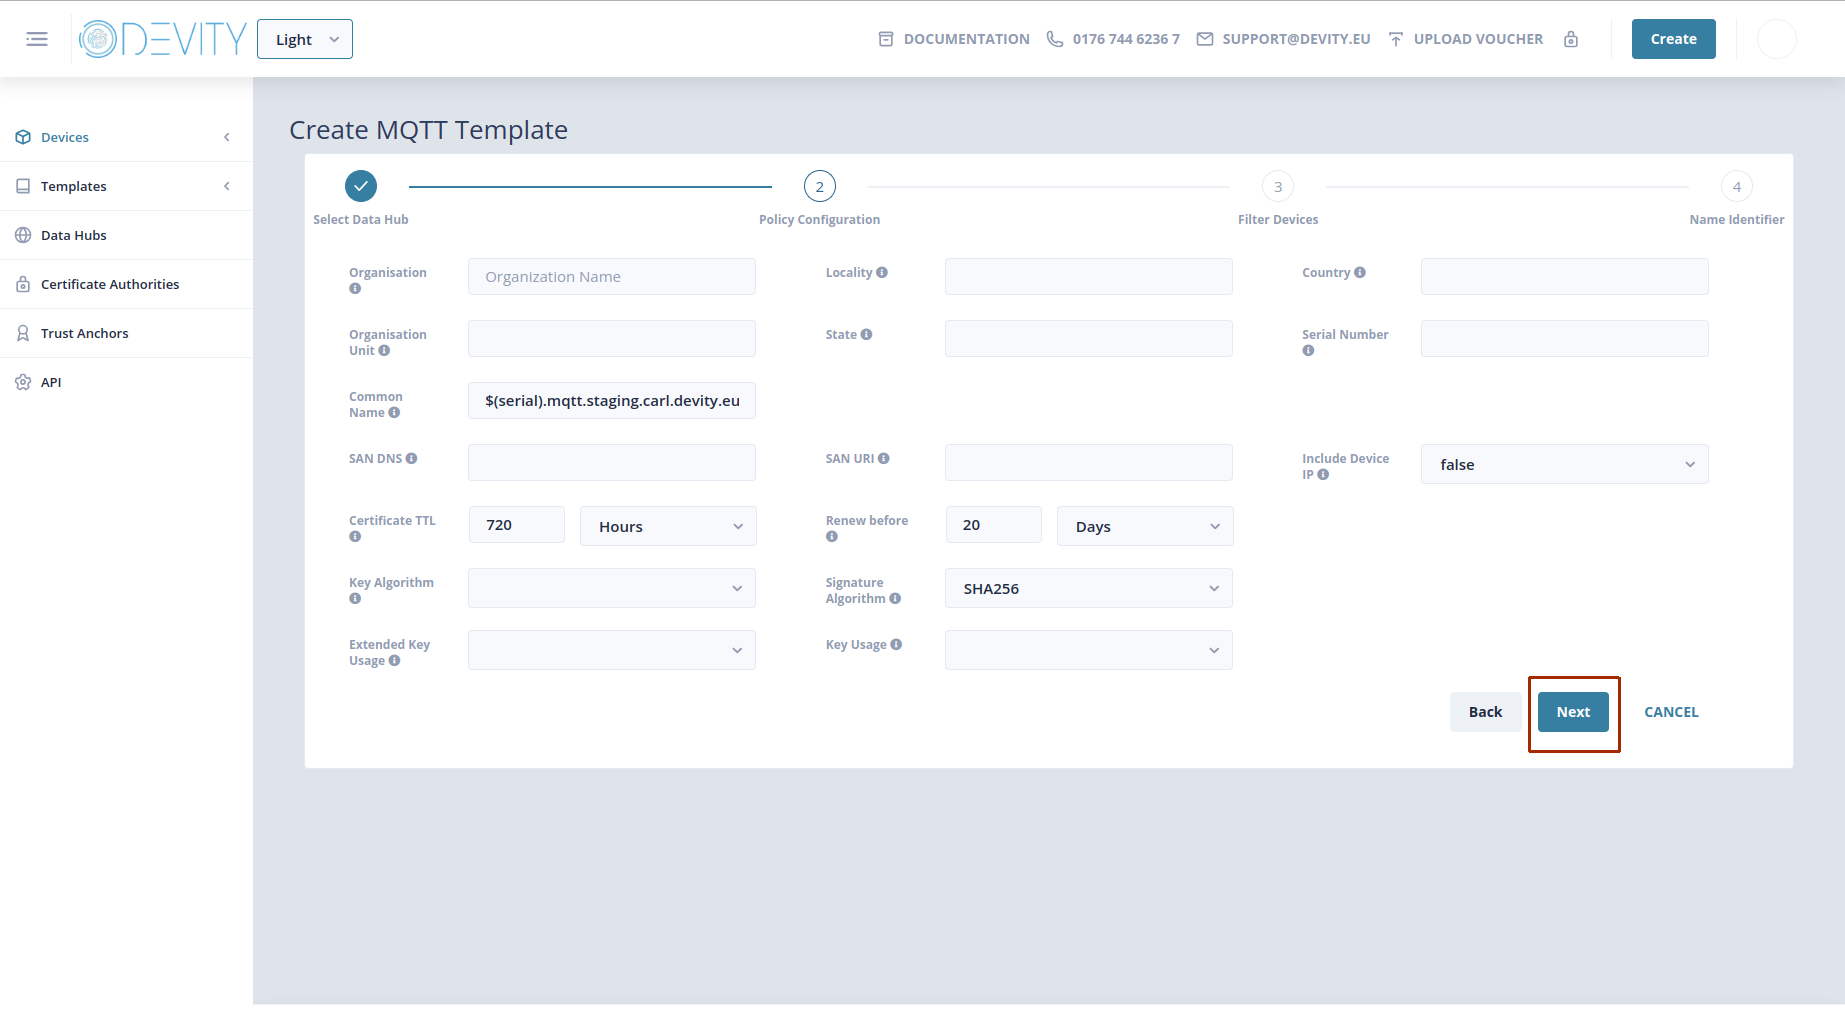 DEVITY
Light
DOCUMENTATION
0176 744 6236 7
SUPPORT@DEVITY.EU
UPLOAD VOUCHER
Create
Devices
Templates
Data Hubs
Certificate Authorities
Trust Anchors
API
Create MQTT Template
2
3
4
Select Data Hub
Policy Configuration
Filter Devices
Name Identifier
Organisation
Organization Name
Locality
Country
Organisation
Unit
State
Serial Number
Common
Name
$(serial).mqtt.staging.carl.devity.eu
SAN DNS
SAN URI
Include Device
IP
false
Certificate TTL
720
Hours
Renew before
20
Days
Key Algorithm
Signature
Algorithm
SHA256
Extended Key
Usage
Key Usage
Back
Next
CANCEL